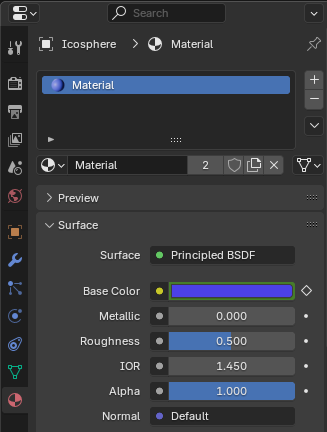 Search
Icosphere > Material
Material
Material 2
Preview
Surface
Surface Principled BSDF
Base Color
Metallic 0.000
Roughness 0.500
IOR 1.450
Alpha 1.000
Normal Default